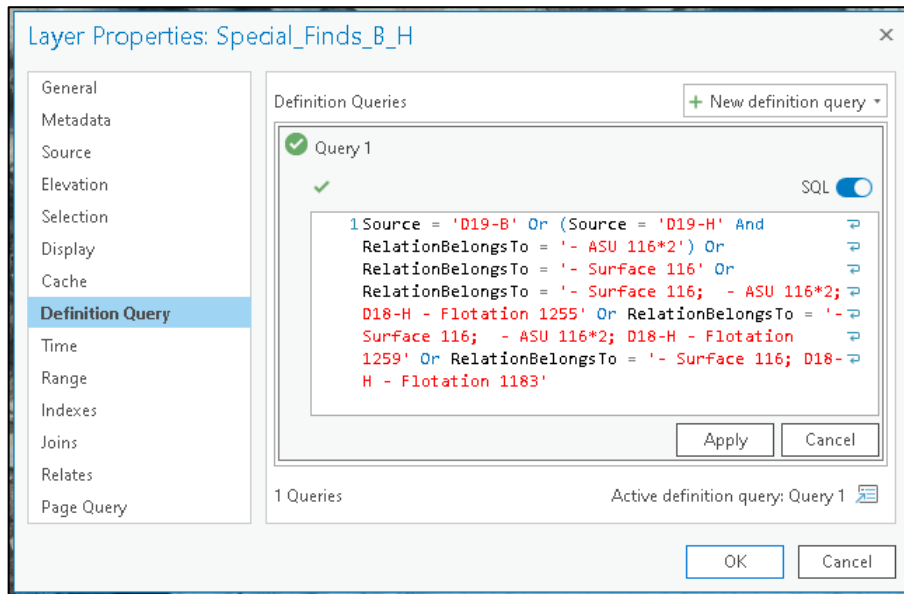 Layer Properties: Special_Finds_B_H
General
Metadata
Source
Elevation
Selection
Display
Cache
Definition Query
Time
Range
Indexes
Joins
Relates
Page Query
Definition Queries
New definition query
Query 1
SQL
1 Source = 'D19-B' Or (Source = 'D19-H' And
RelationBelongsTo = '- ASU 116*2') Or
RelationBelongsTo = '- Surface 116' Or
RelationBelongsTo = '- Surface 116;  - ASU 116*2;
D18-H - Flotation 1255' Or RelationBelongsTo = '-
Surface 116;  - ASU 116*2; D18-H - Flotation
1259' Or RelationBelongsTo = '- Surface 116; D18-
H - Flotation 1183'
Apply
Cancel
1 Queries
Active definition query: Query 1
OK
Cancel